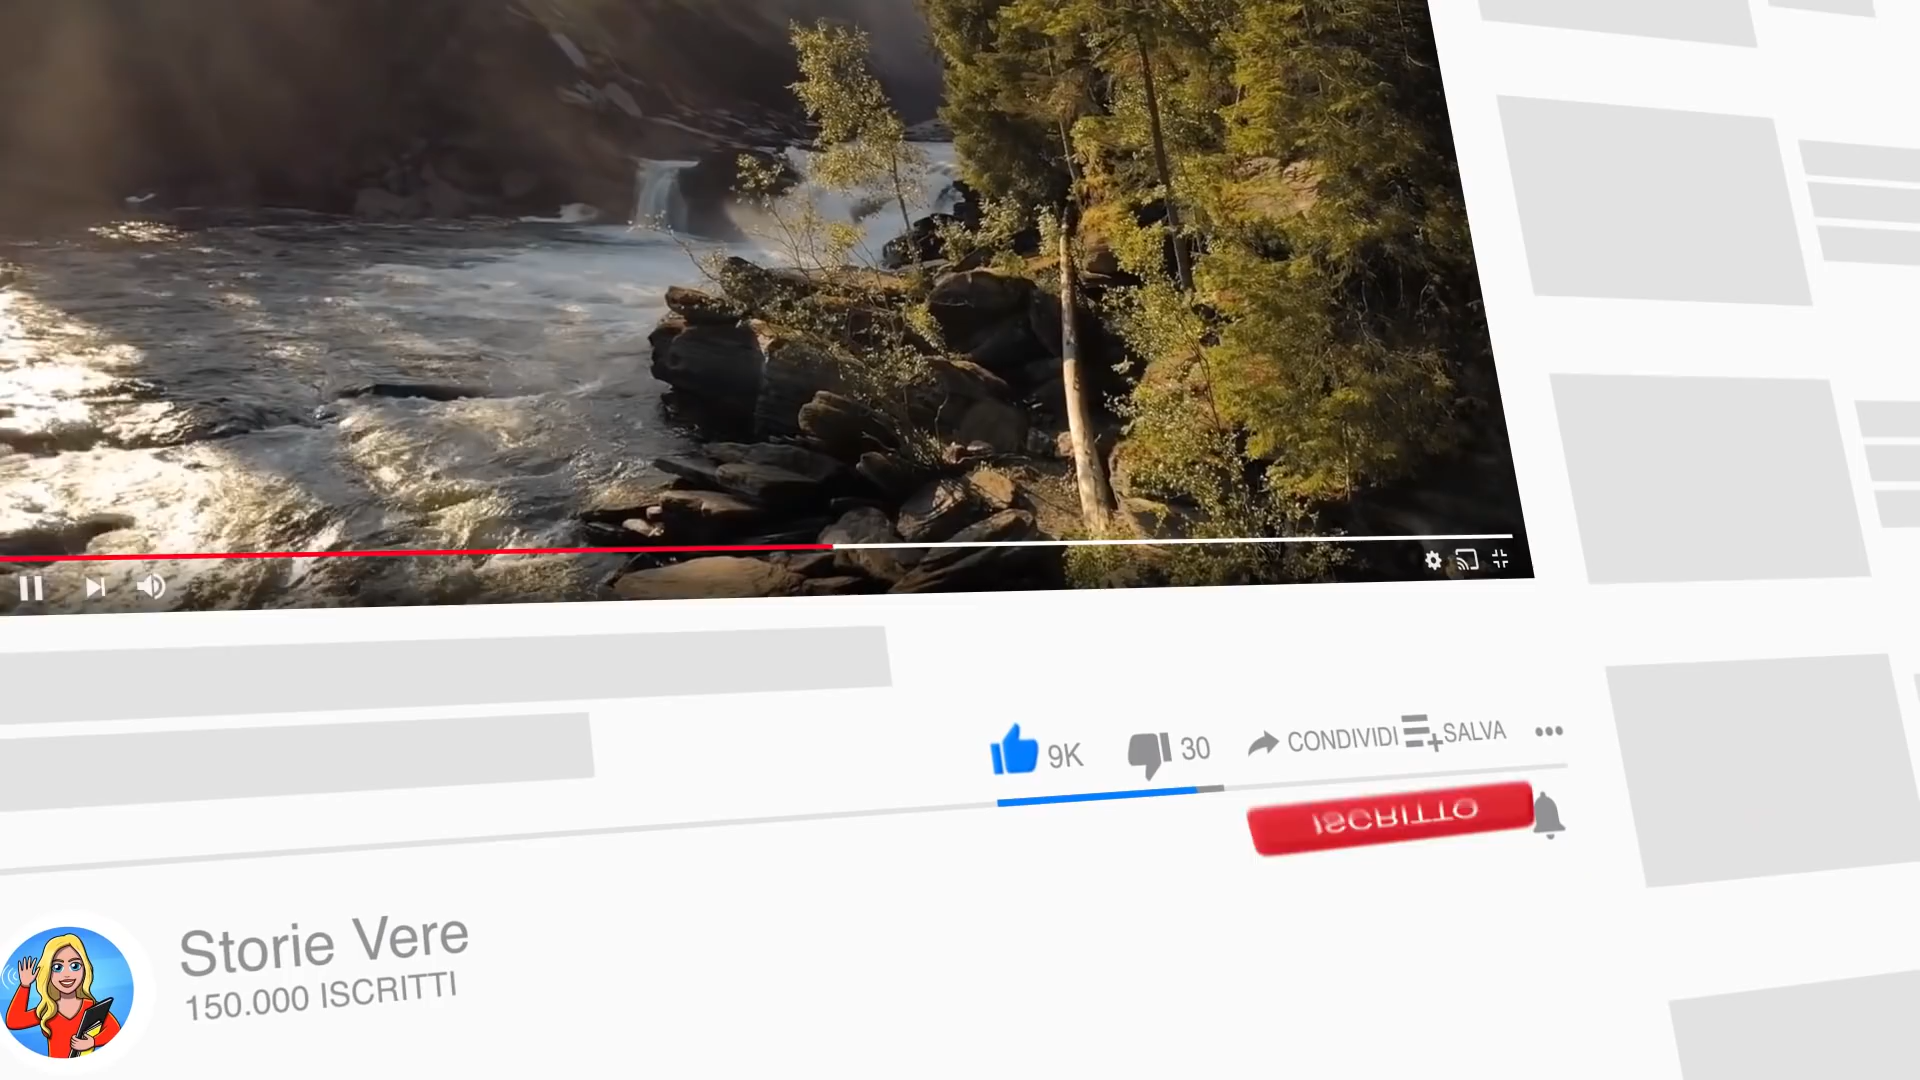 9K
30
CONDIVIDI
SALVA
ISCRITTO
Storie Vere
150.000 ISCRITTI